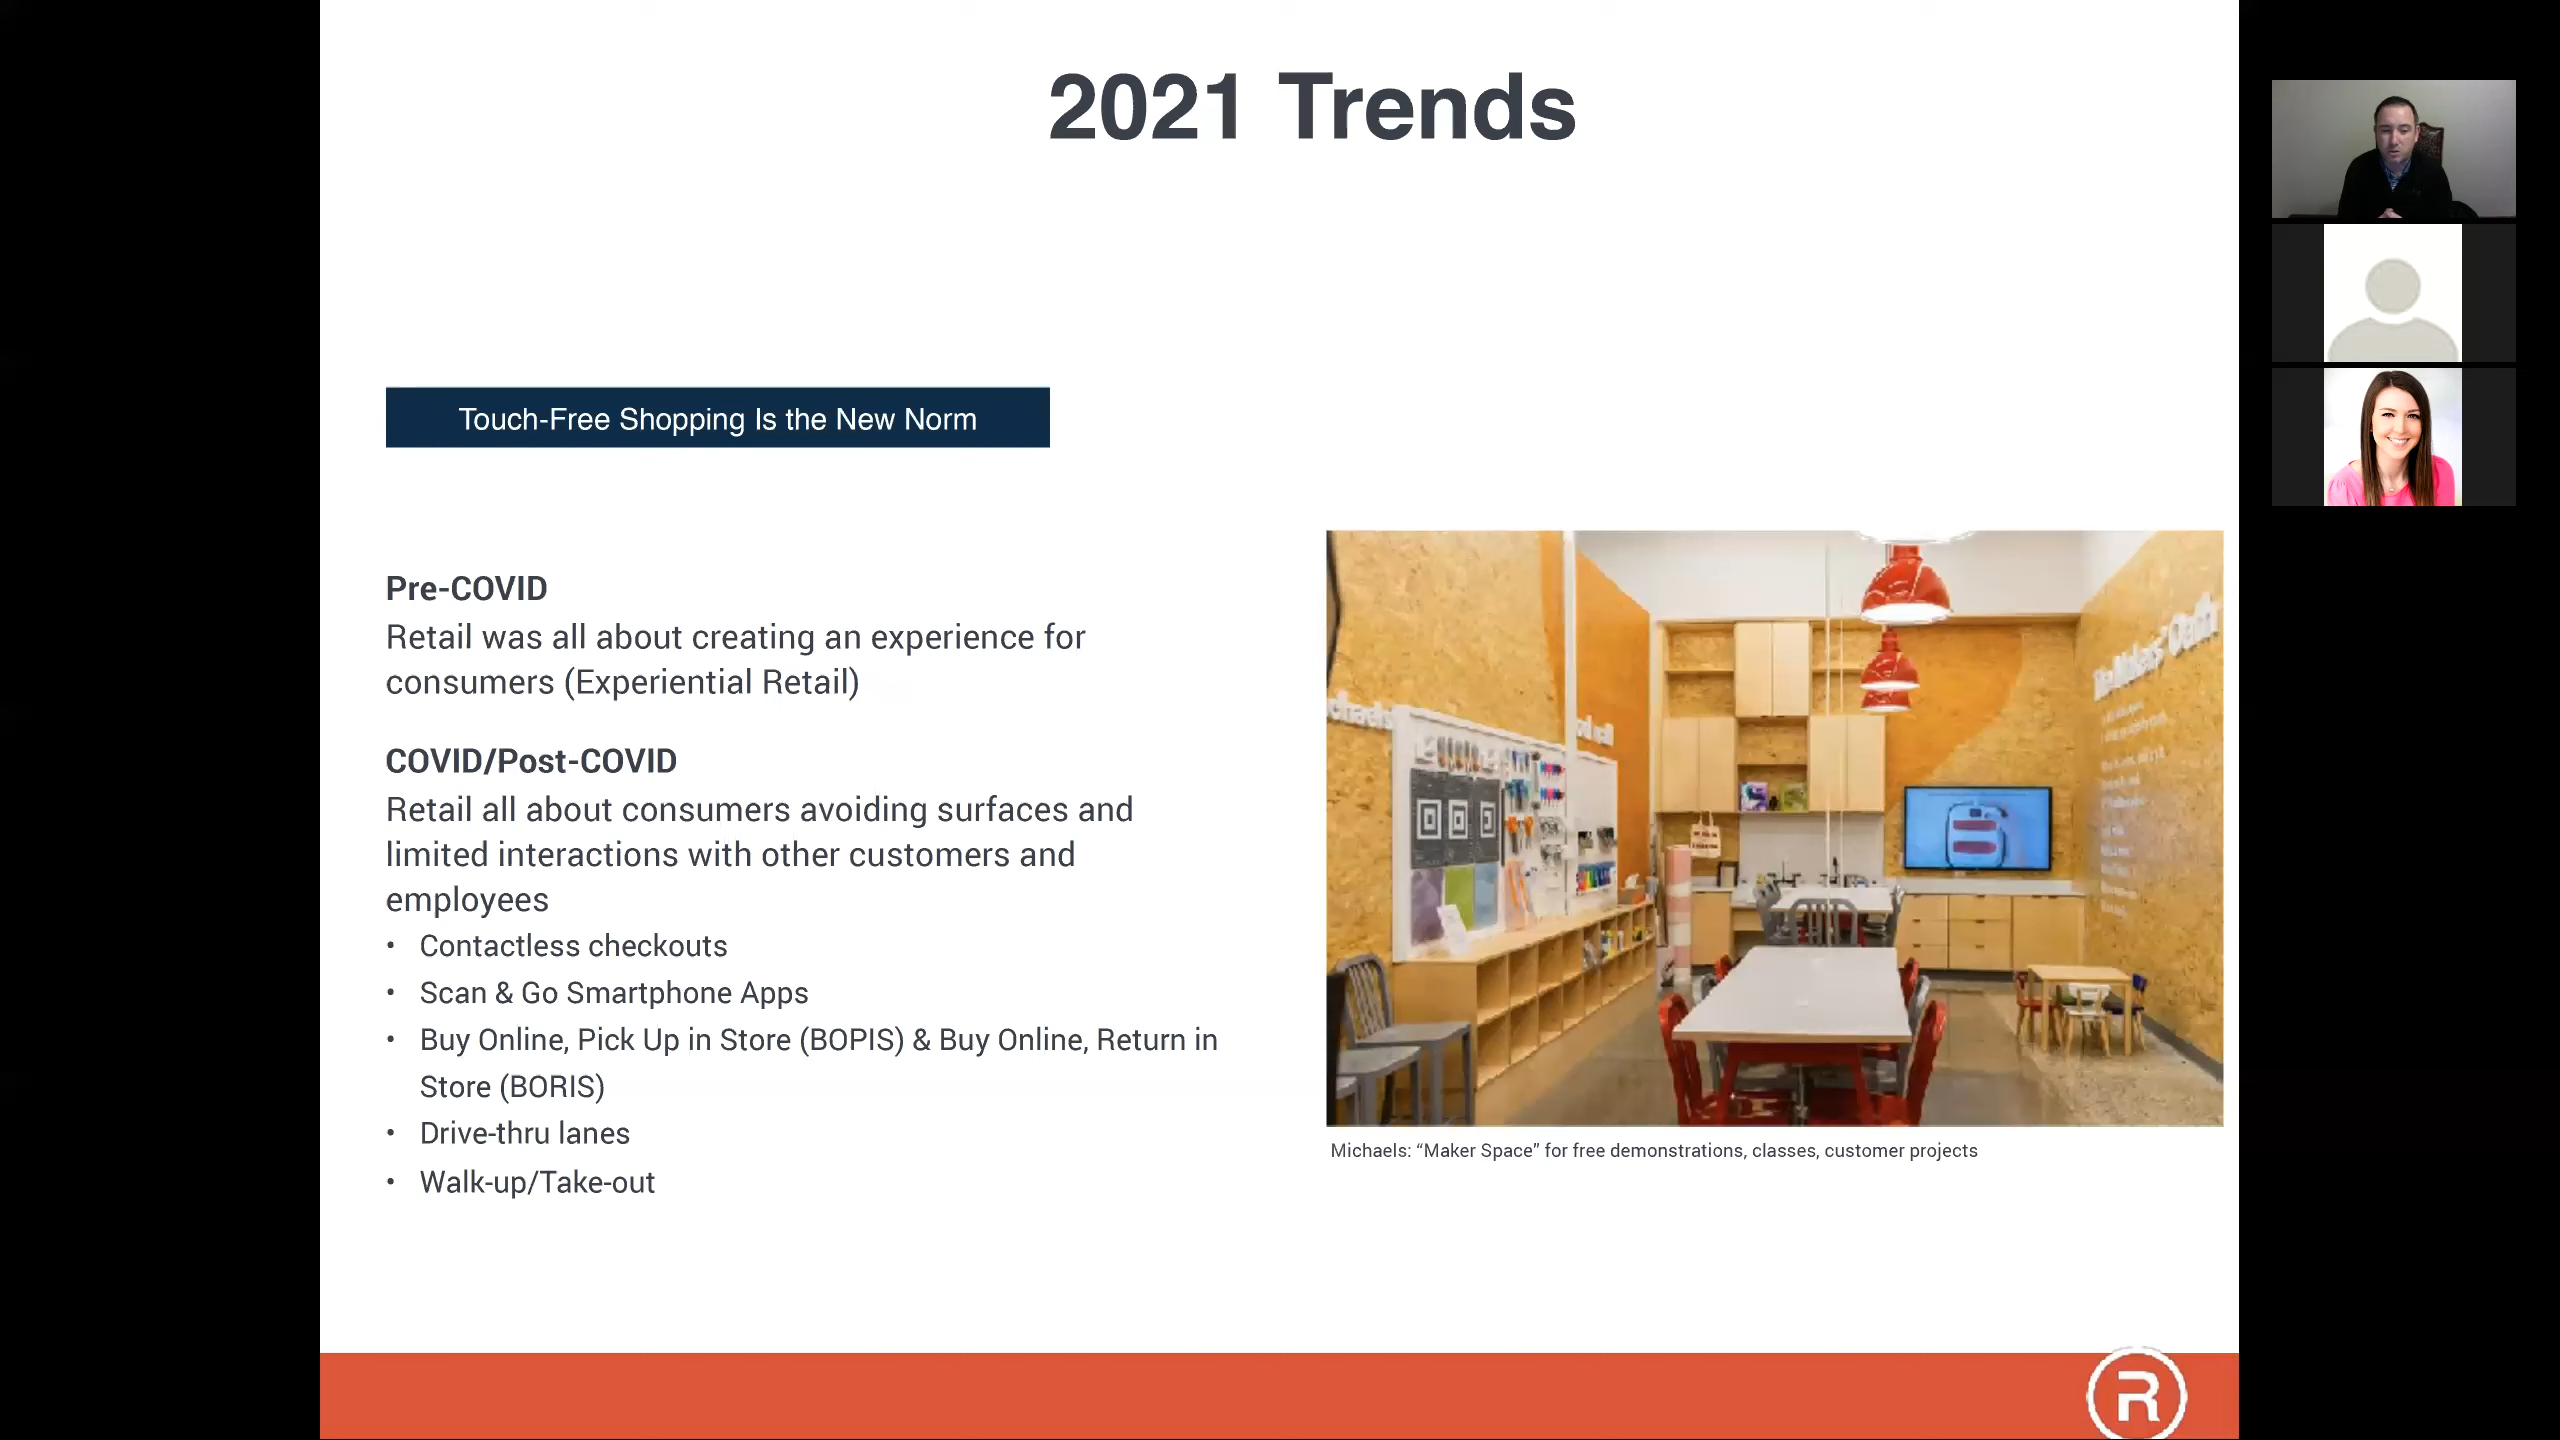 2021 Trends
Touch-Free Shopping Is the New Norm
Pre-COVID
Retail was all about creating an experience for
consumers (Experiential Retail)
COVID/Post-COVID
Retail all about consumers avoiding surfaces and
limited interactions with other customers and
employees
• Contactless checkouts
• Scan & Go Smartphone Apps
• Buy Online, Pick Up in Store (BOPIS) & Buy Online, Return in
Store (BORIS)
• Drive-thru lanes
• Walk-up/Take-out
Michaels: “Maker Space” for free demonstrations, classes, customer projects
R